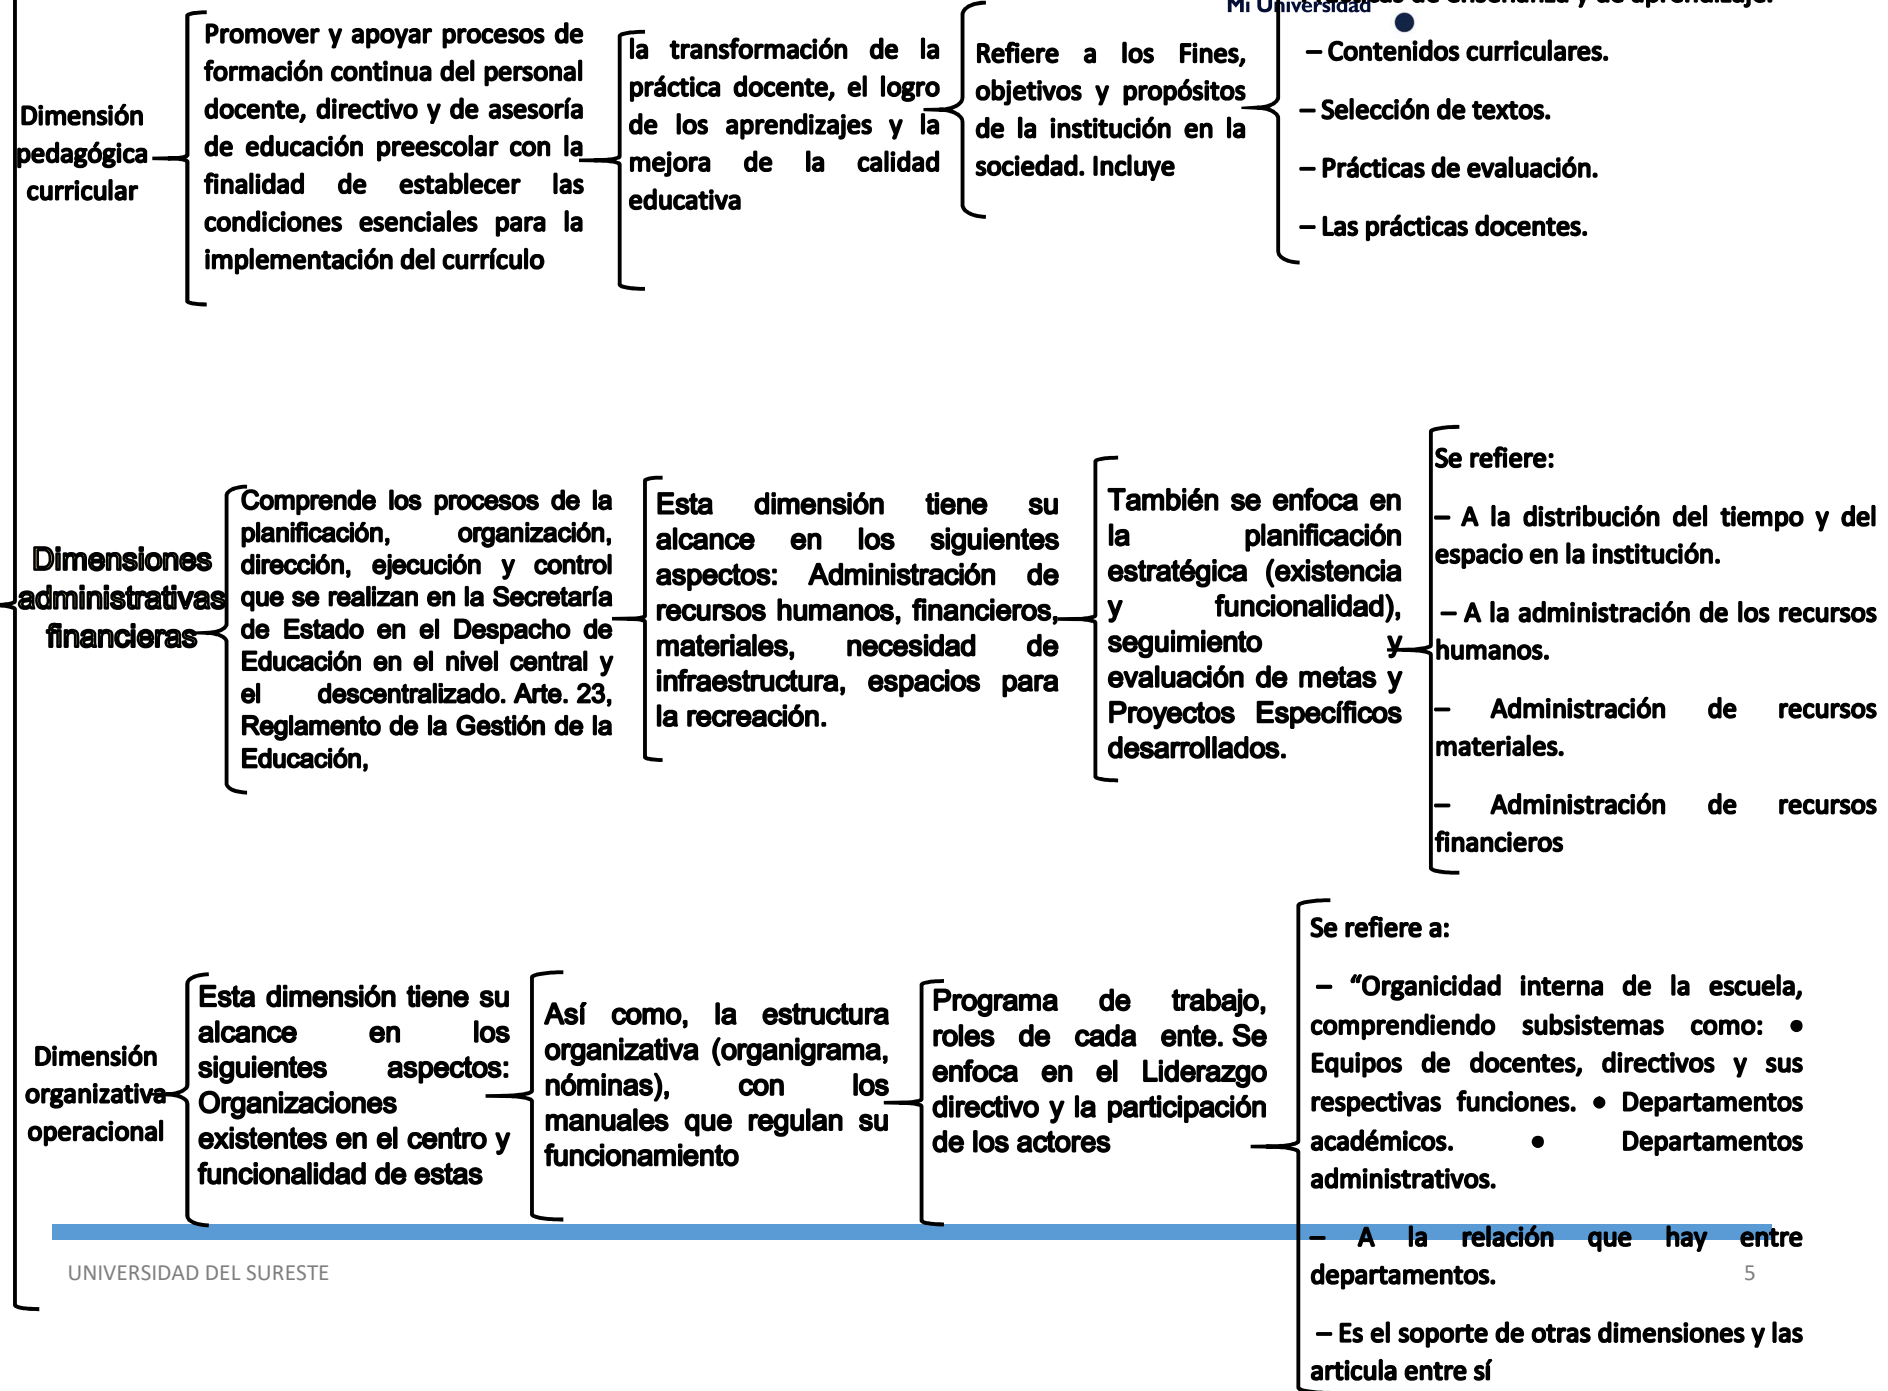 Mi Universidad
de enseñanza y de aprendizaje.
– Contenidos curriculares.
– Selección de textos.
– Prácticas de evaluación.
– Las prácticas docentes.
Dimensión
pedagógica
curricular
Promover y apoyar procesos de
formación continua del personal
docente, directivo y de asesoría
de educación preescolar con la
finalidad de establecer las
condiciones esenciales para la
implementación del currículo
la transformación de la
práctica docente, el logro
de los aprendizajes y la
mejora de la calidad
educativa
Refiere a los Fines,
objetivos y propósitos
de la institución en la
sociedad. Incluye
Dimensiones
administrativas
financieras
Comprende los procesos de la
planificación, organización,
dirección, ejecución y control
que se realizan en la Secretaría
de Estado en el Despacho de
Educación en el nivel central y
el descentralizado. Arte. 23,
Reglamento de la Gestión de la
Educación,
Esta dimensión tiene su
alcance en los siguientes
aspectos: Administración de
recursos humanos, financieros,
materiales, necesidad de
infraestructura, espacios para
la recreación.
También se enfoca en
la planificación
estratégica (existencia
y funcionalidad),
seguimiento y
evaluación de metas y
Proyectos Específicos
desarrollados.
Se refiere:
– A la distribución del tiempo y del
espacio en la institución.
– A la administración de los recursos
humanos.
– Administración de recursos
materiales.
– Administración de recursos
financieros
Dimensión
organizativa
operacional
Esta dimensión tiene su
alcance en los
siguientes aspectos:
Organizaciones
existentes en el centro y
funcionalidad de estas
Así como, la estructura
organizativa (organigrama,
nóminas), con los
manuales que regulan su
funcionamiento
Programa de trabajo,
roles de cada ente. Se
enfoca en el Liderazgo
directivo y la participación
de los actores
Se refiere a:
– “Organicidad interna de la escuela,
comprendiendo subsistemas como: •
Equipos de docentes, directivos y sus
respectivas funciones. • Departamentos
académicos. • Departamentos
administrativos.
– A la relación que hay entre
departamentos.
– Es el soporte de otras dimensiones y las
articula entre sí
UNIVERSIDAD DEL SURESTE
5